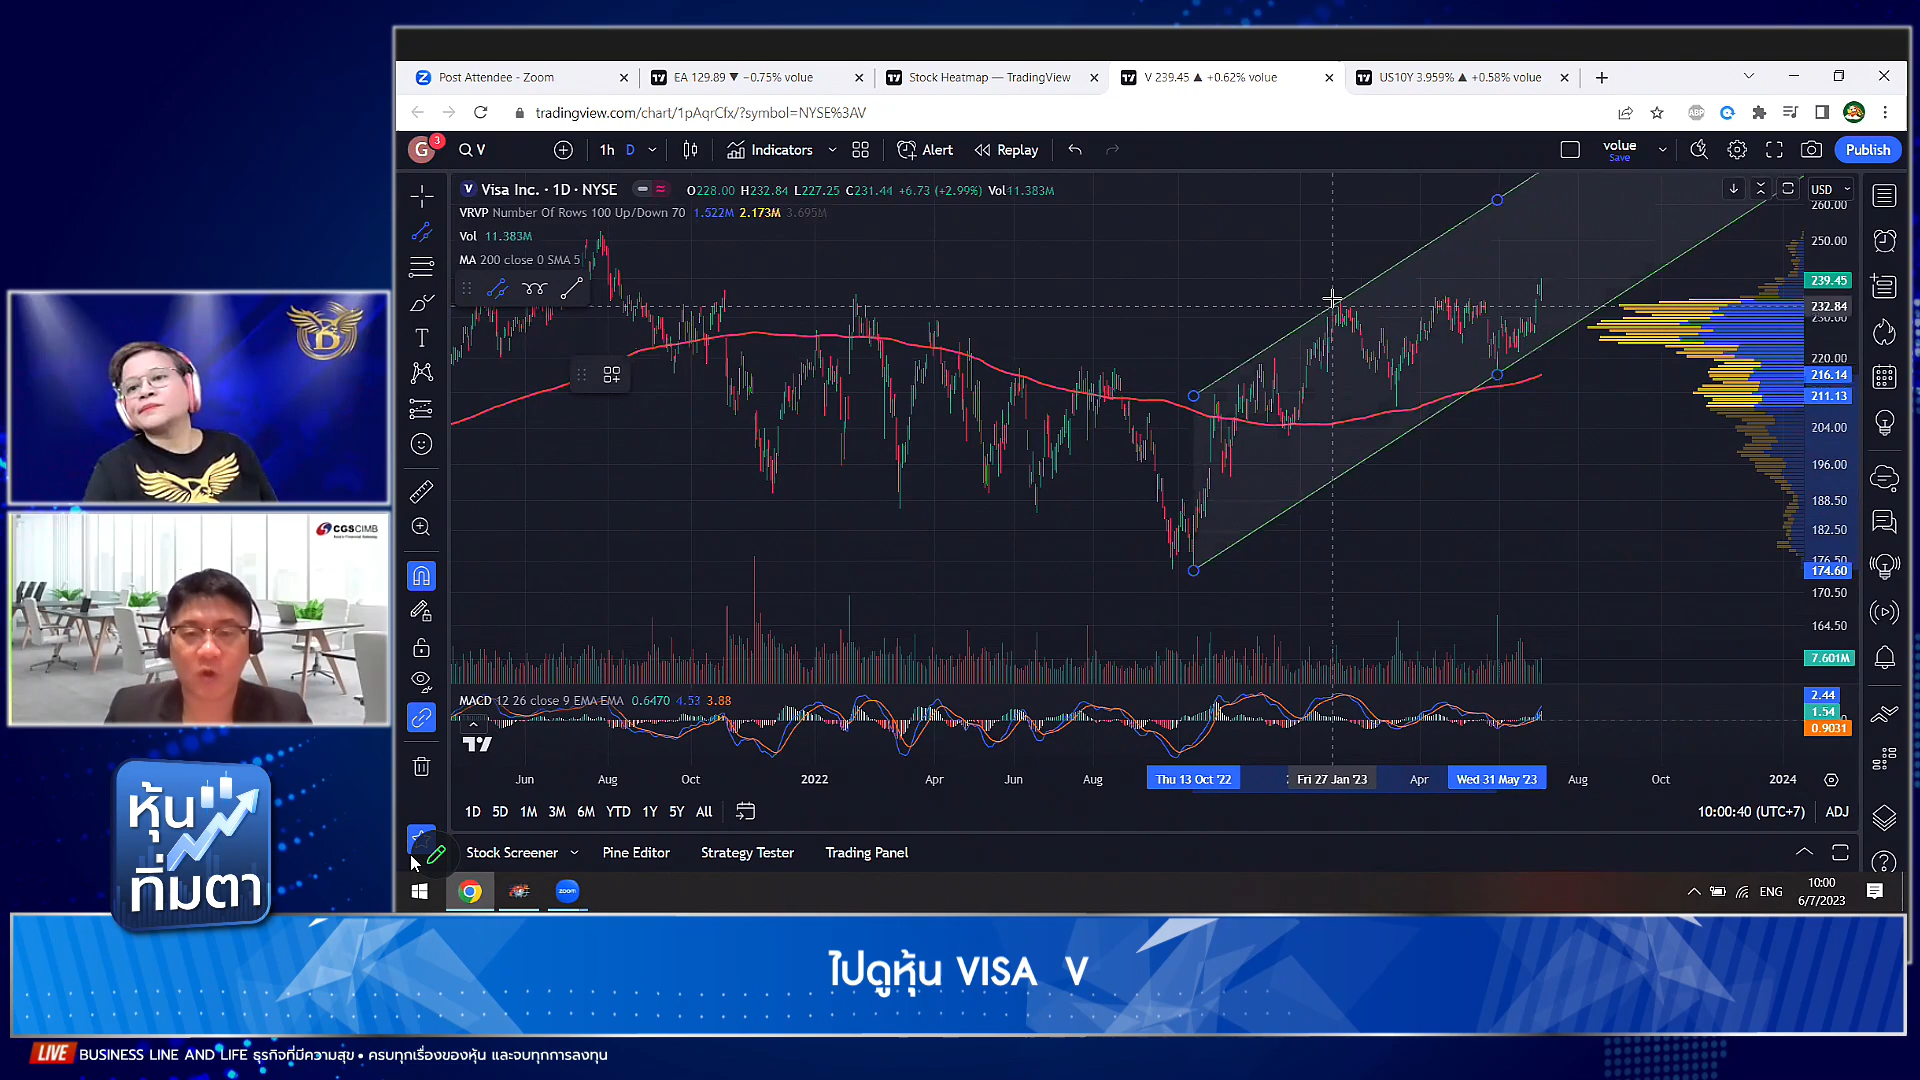 Post Attendee - Zoom
EA 129.89 ▼ −0.75% volue
Stock Heatmap — TradingView
V 239.45 ▲ +0.62% volue
US10Y 3.959% ▲ +0.58% volue
tradingview.com/chart/1pAqrCfx/?symbol=NYSE%3AV
ABP
G 3
V
1h D
Indicators
Alert
Replay
volue
Save
Publish
V Visa Inc. · 1D · NYSE O228.00 H232.84 L227.25 C231.44 +6.73 (+2.99%) Vol11.383M
USD
VRVP Number Of Rows 100 Up/Down 70 1.522M 2.173M 3.695M
Vol 11.383M
MA 200 close 0 SMA 5
260.00
250.00
239.45
232.84
230.00
220.00
216.14
211.13
204.00
196.00
188.50
182.50
176.50
174.60
170.50
164.50
7.601M
MACD 12 26 close 9 EMA EMA 0.6470 4.53 3.88
2.44
1.54
0.9031
Jun Aug Oct 2022 Apr Jun Aug Thu 13 Oct '22 Fri 27 Jan '23 Apr Wed 31 May '23 Aug Oct 2024
1D 5D 1M 3M 6M YTD 1Y 5Y All
10:00:40 (UTC+7) ADJ
Stock Screener Pine Editor Strategy Tester Trading Panel
zoom
ENG
10:00
6/7/2023
B
CGS CIMB
หุ้น
ทิ่มตา
ไปดูหุ้น VISA V
LIVE BUSINESS LINE AND LIFE ธุรกิจที่มีความสุข • ครบทุกเรื่องของหุ้น และจบทุกการลงทุน